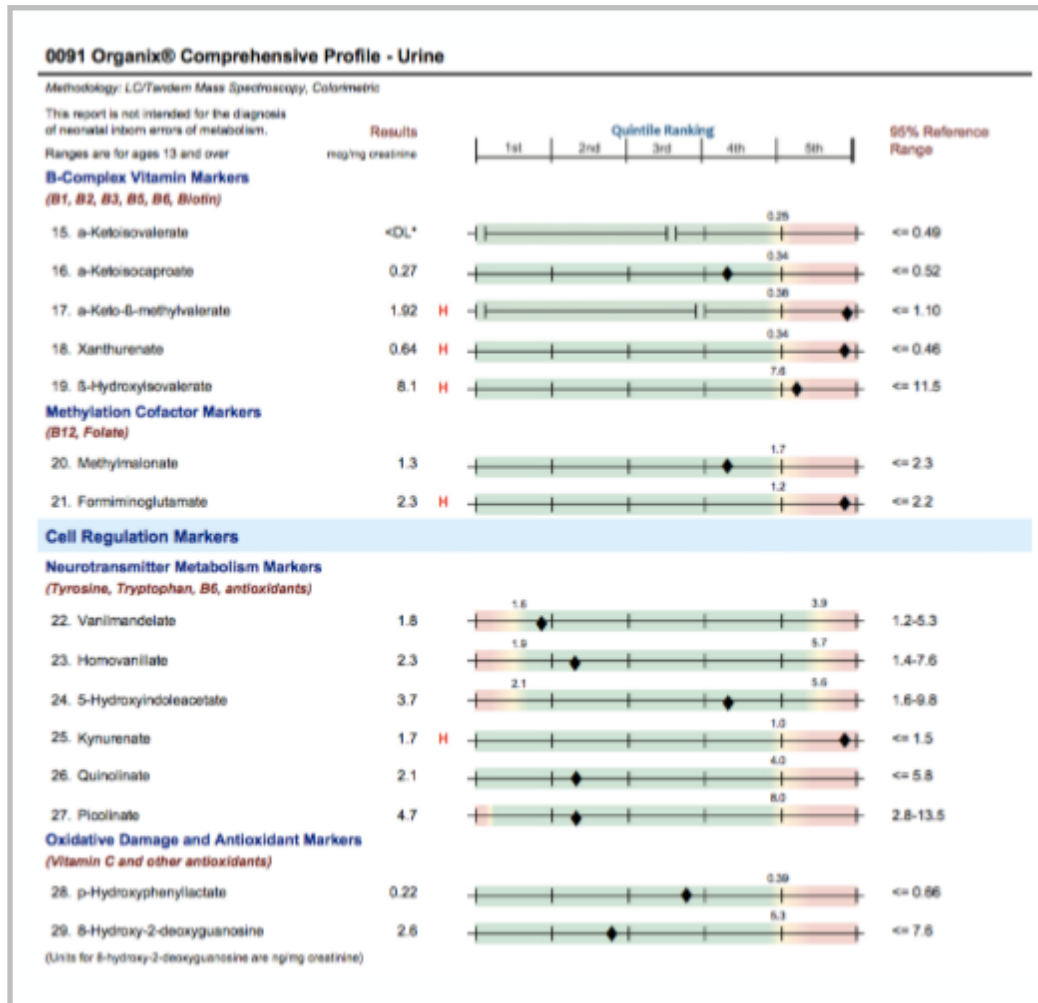 0091 Organix® Comprehensive Profile - Urine
Methodology: LC/Tandem Mass Spectroscopy, Colorimetric
This report is not intended for the diagnosis
of neonatal inborn errors of metabolism.
Results Quintile Ranking 95% Reference
Ranges are for ages 13 and over mcg/mg creatinine 1st 2nd 3rd 4th 5th Range
B-Complex Vitamin Markers
(B1, B2, B3, B5, B6, Biotin)
0.25
15. a-Ketoisovalerate <DL* <= 0.49
0.34
16. a-Ketoisocaproate 0.27 <= 0.52
0.38
17. a-Keto-ß-methylvalerate 1.92 H <= 1.10
0.34
18. Xanthurenate 0.64 H <= 0.46
7.6
19. ß-Hydroxyisovalerate 8.1 H <= 11.5
Methylation Cofactor Markers
(B12, Folate)
1.7
20. Methylmalonate 1.3 <= 2.3
1.2
21. Formiminoglutamate 2.3 H <= 2.2
Cell Regulation Markers
Neurotransmitter Metabolism Markers
(Tyrosine, Tryptophan, B6, antioxidants)
1.6 3.9
22. Vanilmandelate 1.8 1.2-5.3
1.9 5.7
23. Homovanillate 2.3 1.4-7.6
2.1 5.6
24. 5-Hydroxyindoleacetate 3.7 1.6-9.8
1.0
25. Kynurenate 1.7 H <= 1.5
4.0
26. Quinolinate 2.1 <= 5.8
8.0
27. Picolinate 4.7 2.8-13.5
Oxidative Damage and Antioxidant Markers
(Vitamin C and other antioxidants)
0.39
28. p-Hydroxyphenyllactate 0.22 <= 0.66
5.3
29. 8-Hydroxy-2-deoxyguanosine 2.6 <= 7.6
(Units for 8-hydroxy-2-deoxyguanosine are ng/mg creatinine)